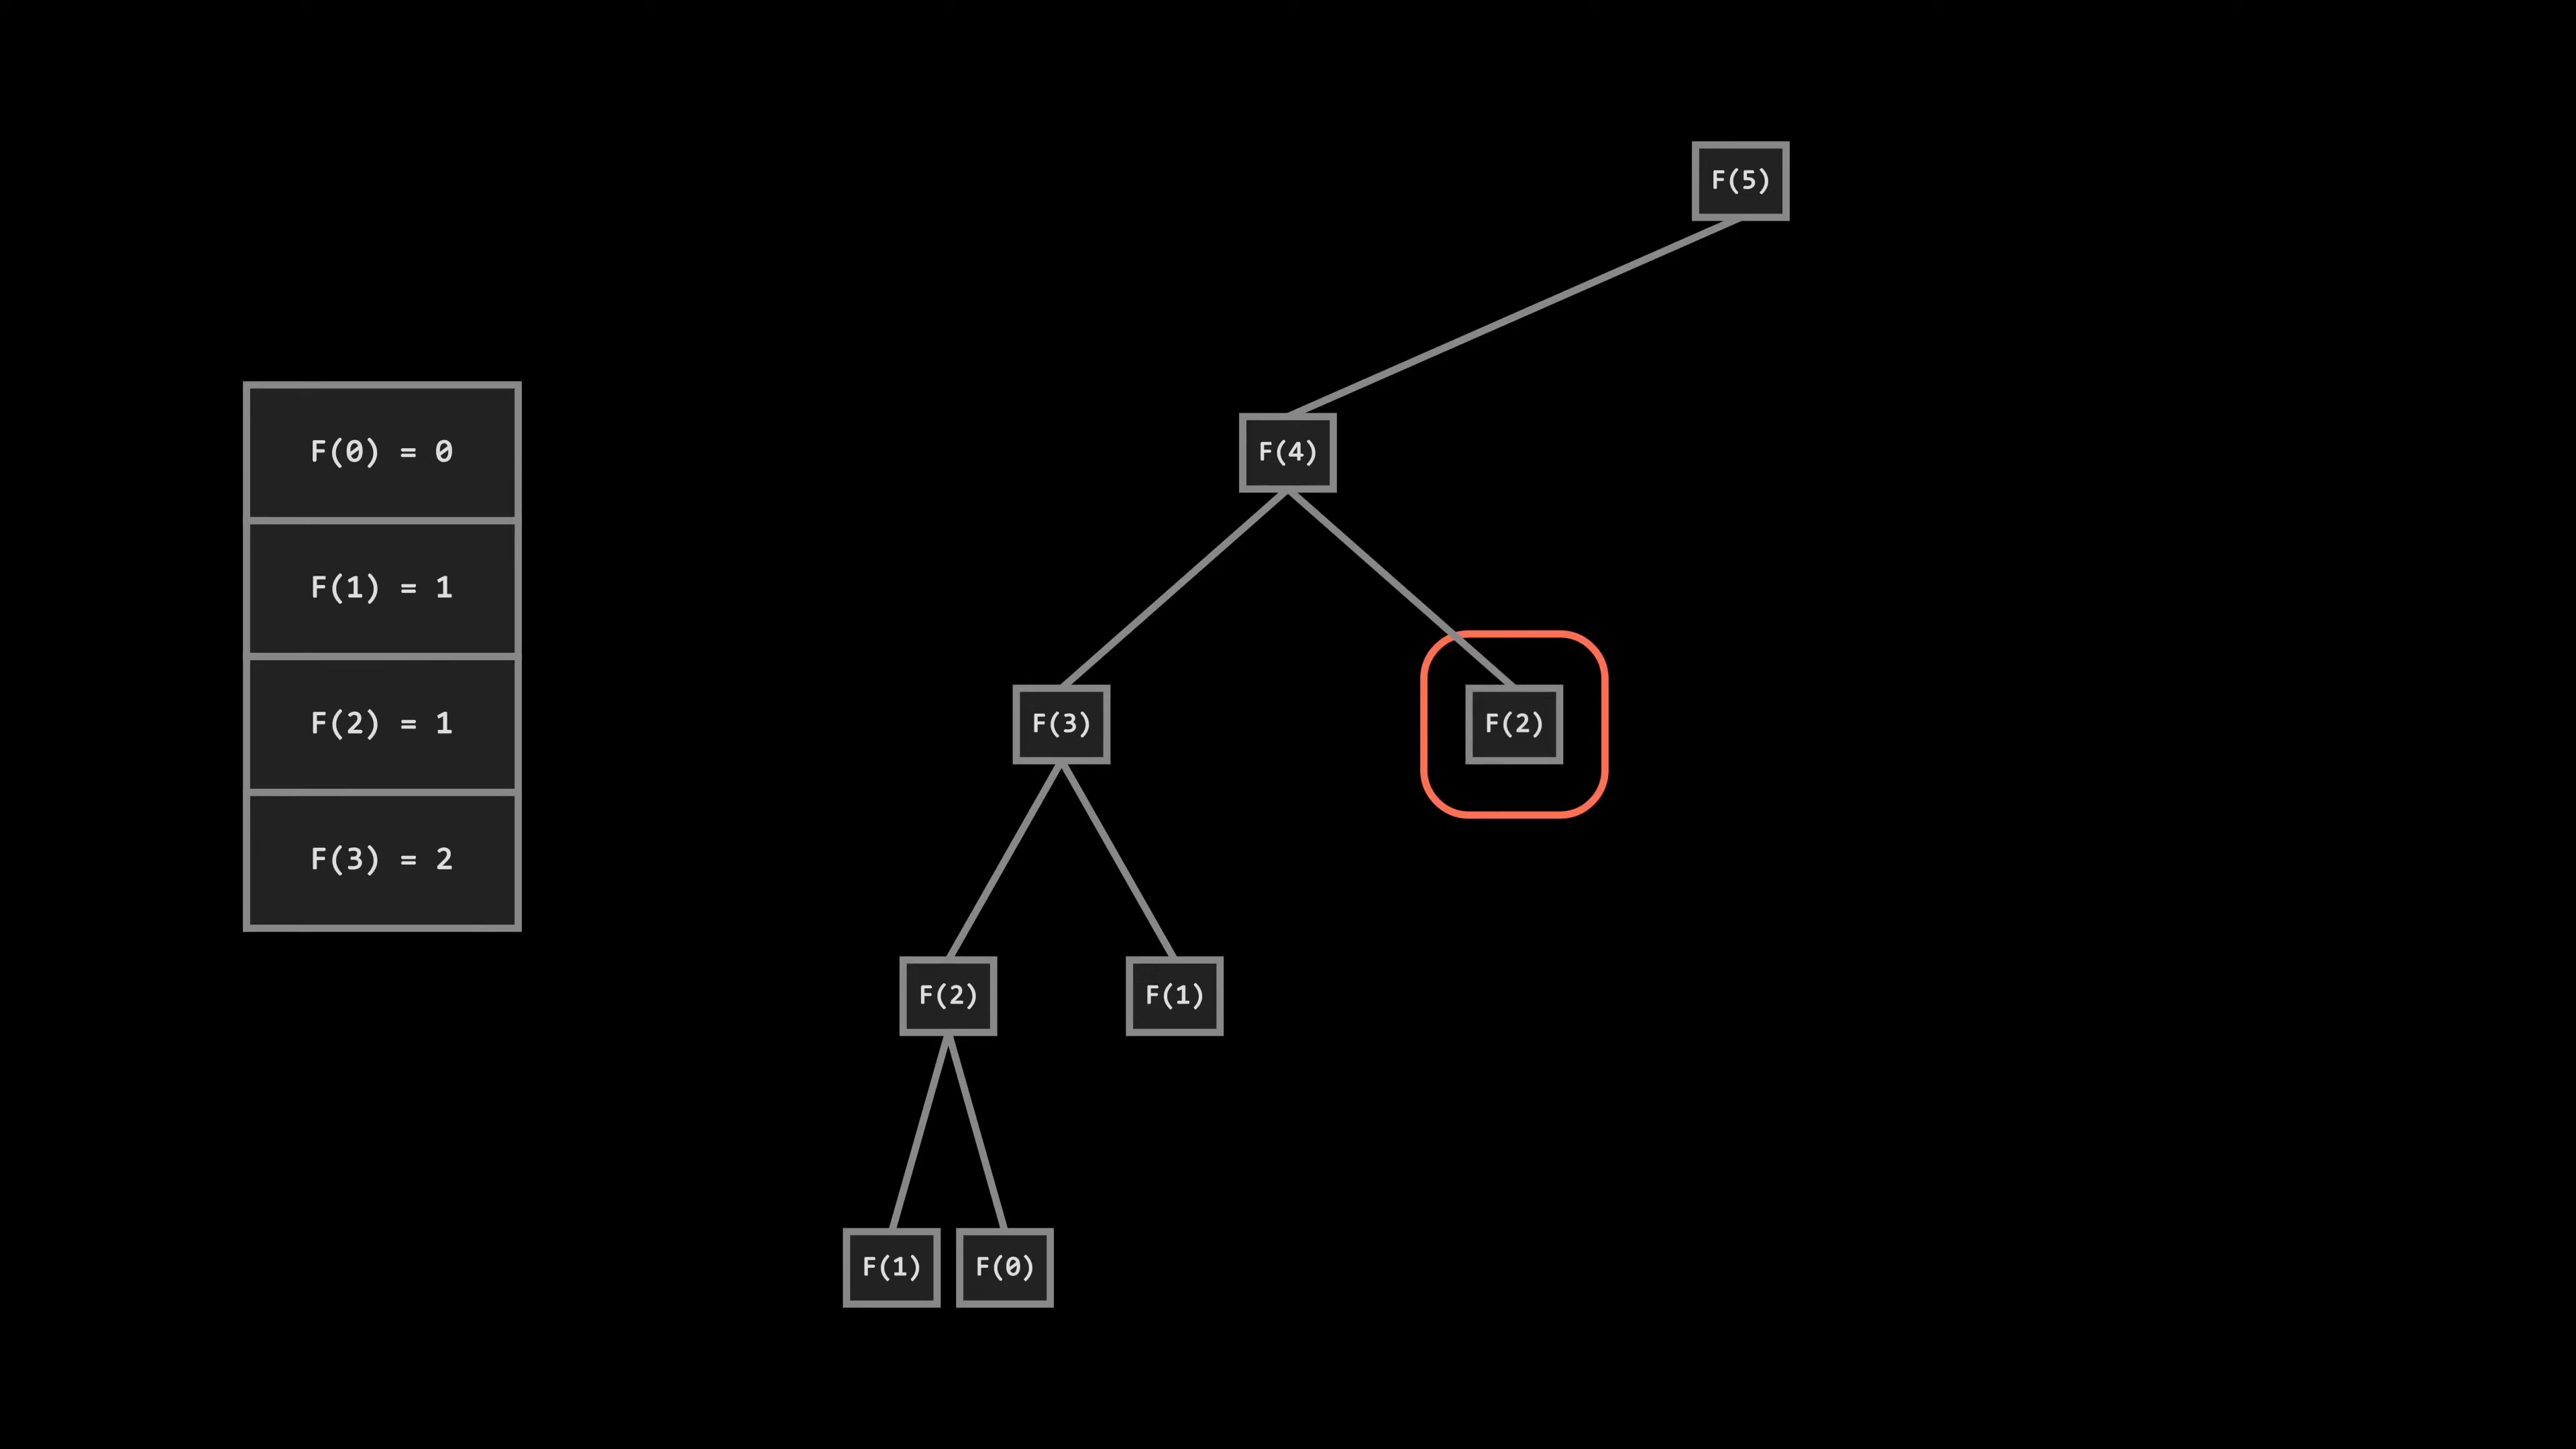 F(5)
F(0) = 0
F(4)
F(1) = 1
F(2) = 1
F(3)
F(2)
F(3) = 2
F(2)
F(1)
F(1)
F(0)